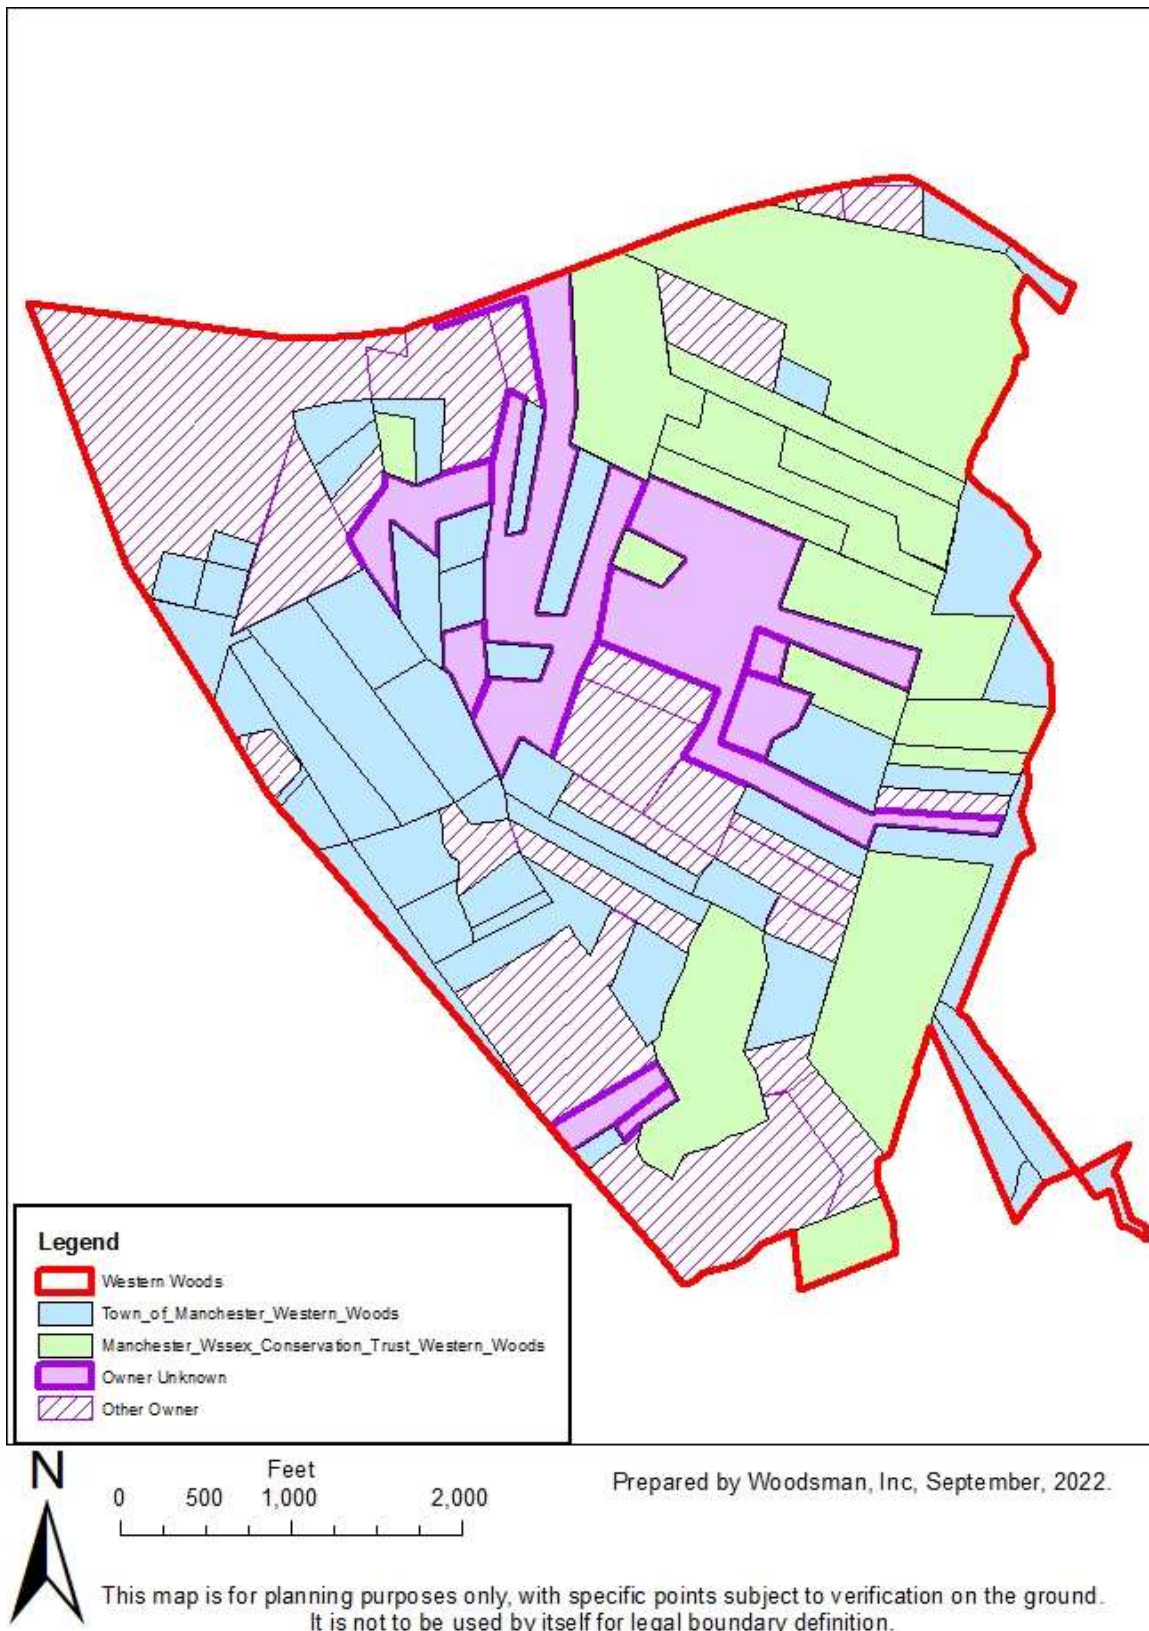 Legend
Western Woods
Town_of_Manchester_Western_Woods
Manchester_Wssex_Conservation_Trust_Western_Woods
Owner Unknown
Other Owner
N
Feet
0 500 1,000 2,000
Prepared by Woodsman, Inc, September, 2022.
This map is for planning purposes only, with specific points subject to verification on the ground.
It is not to be used by itself for legal boundary definition.